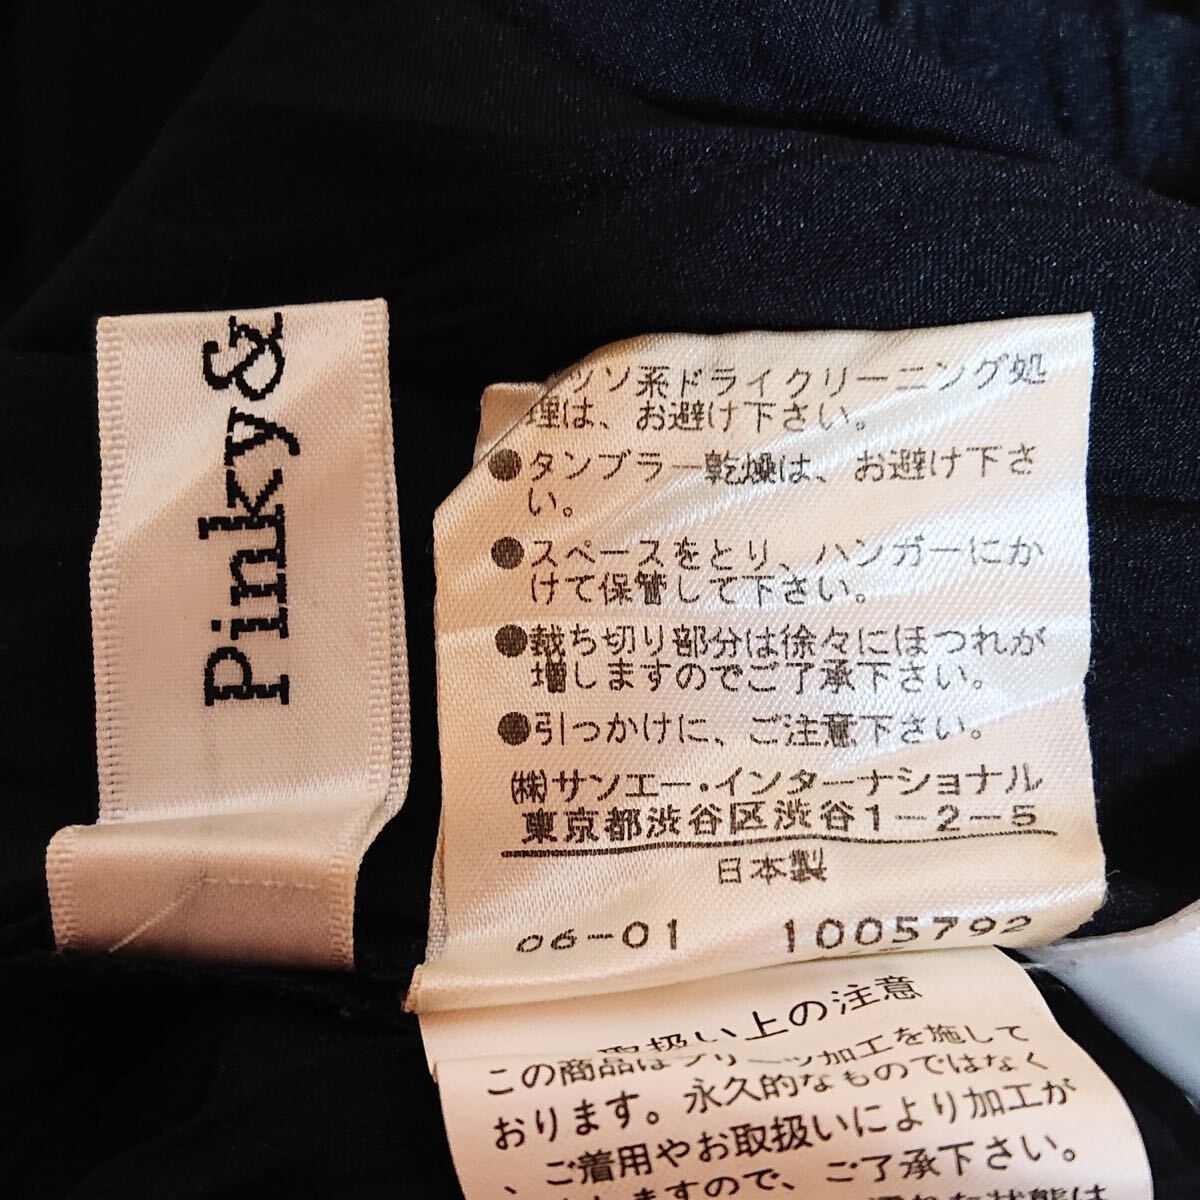 Pinky&
ッソ系ドライクリーニング処
理は、お避け下さい。
●タンブラー乾燥は、お避け下さ
い。
●スペースをとり、ハンガーにか
けて保管して下さい。
●裁ち切り部分は徐々にほつれが
増しますのでご了承下さい。
●引っかけに、ご注意下さい。
㈱サンエー・インターナショナル
東京都渋谷区渋谷1-2-5
日本製
06-01 1005792
取扱い上の注意
この商品はプリーツ加工を施して
おります。永久的なものではなく
、ご着用やお取扱いにより加工が
しますので、ご了承下さい。